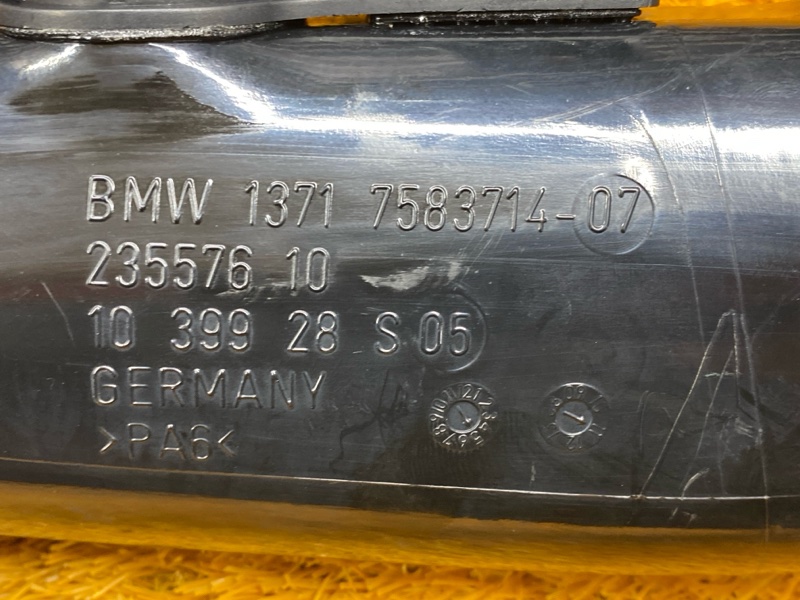 BMW 1371 7583714-07
235576 10
10 399 28 S 05
GERMANY
>PA6<